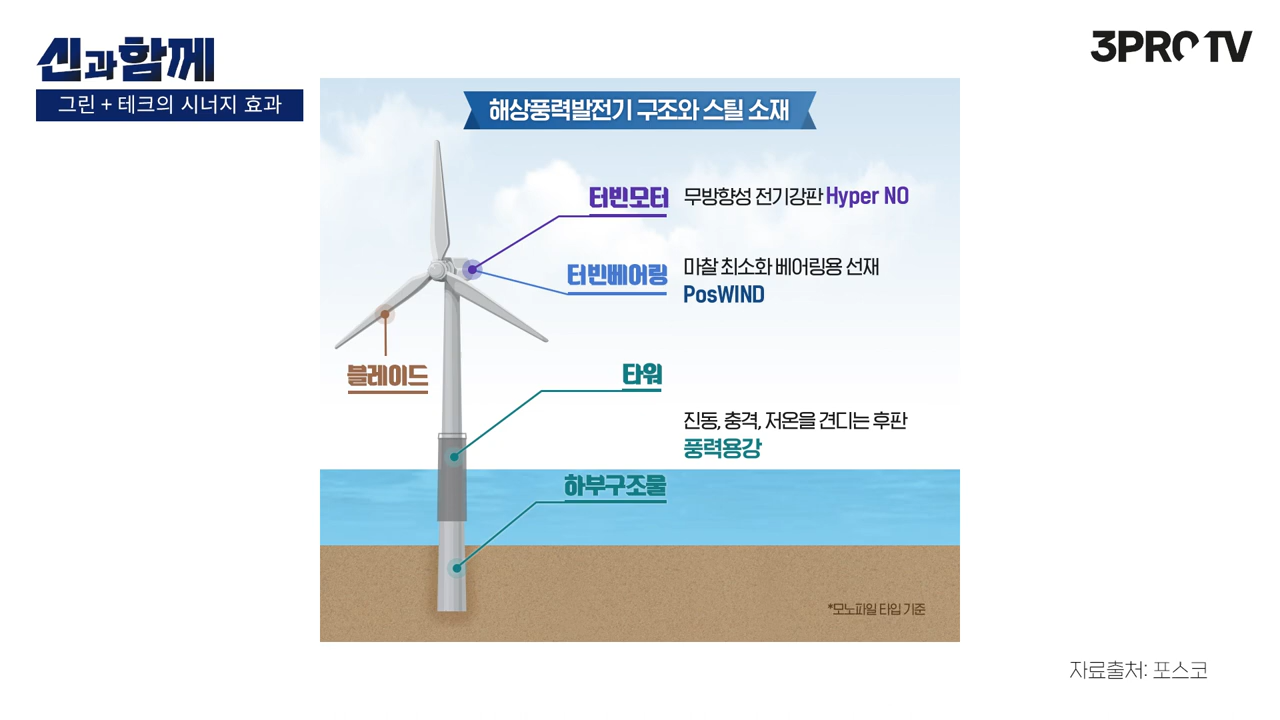 신과함께
그린 + 테크의 시너지 효과
3PRO TV
해상풍력발전기 구조와 스틸 소재
터빈모터
무방향성 전기강판 Hyper NO
터빈베어링
마찰 최소화 베어링용 선재
PosWIND
블레이드
타워
진동, 충격, 저온을 견디는 후판
풍력용강
하부구조물
*모노파일 타입 기준
자료출처: 포스코